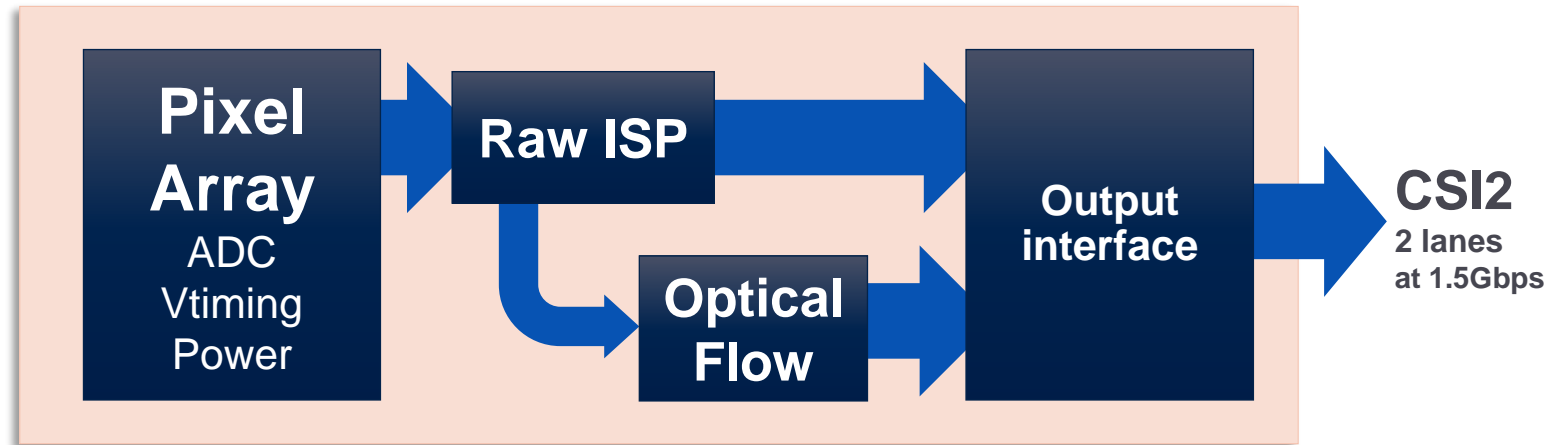 Pixel
Array
ADC
Vtiming
Power
Raw ISP
Optical
Flow
Output
interface
CSI2
2 lanes
at 1.5Gbps